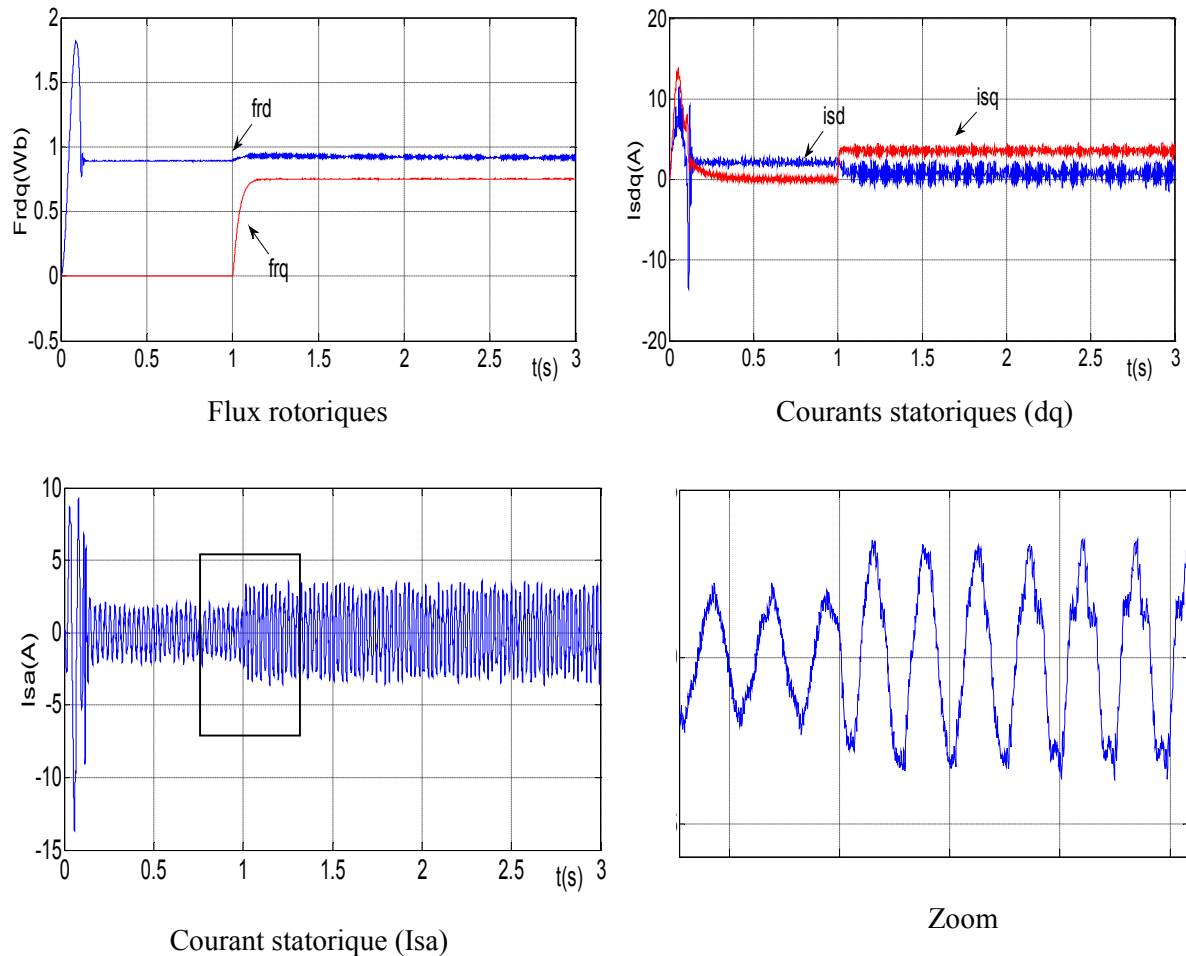 2
1.5
1
0.5
0
-0.5
Frdq(Wb)
frd
frq
0 0.5 1 1.5 2 2.5 3
t(s)
Flux rotoriques
20
10
0
-10
-20
Isdq(A)
isd
isq
0 0.5 1 1.5 2 2.5 3
t(s)
Courants statoriques (dq)
10
5
0
-5
-10
-15
Isa(A)
0 0.5 1 1.5 2 2.5 3
t(s)
Courant statorique (Isa)
Zoom